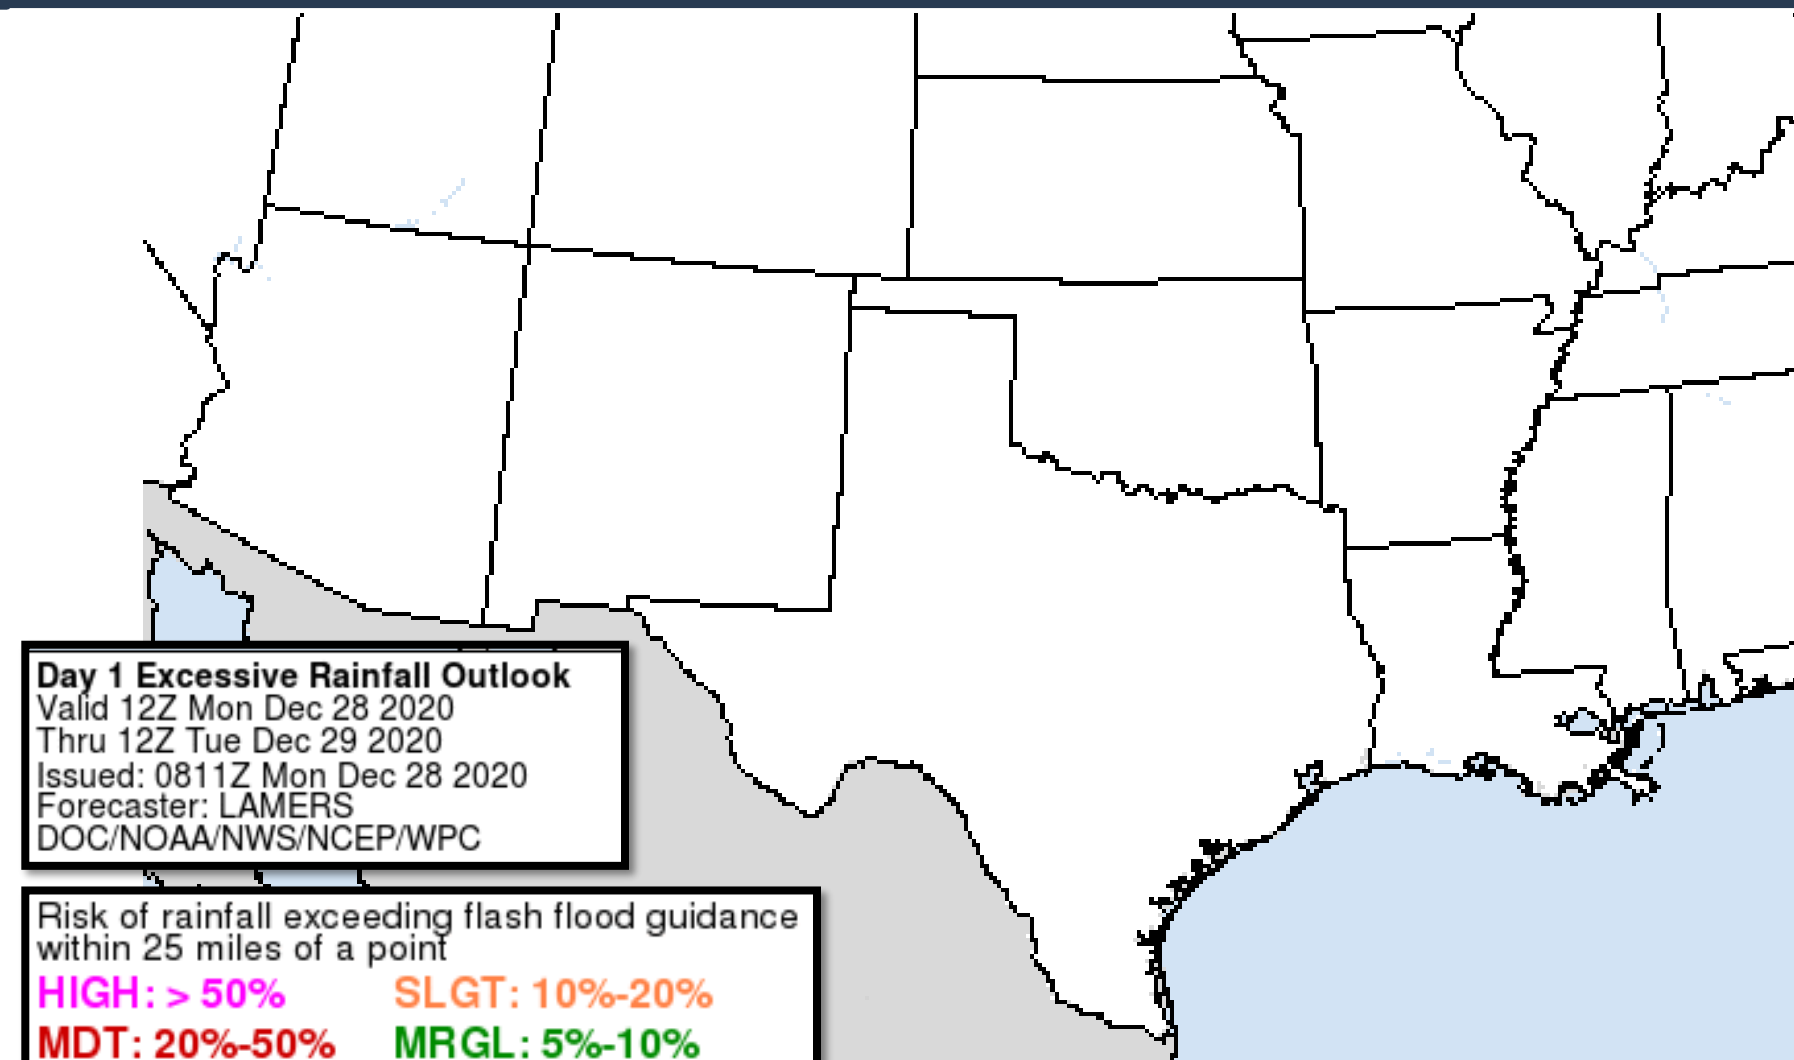 Day 1 Excessive Rainfall Outlook
Valid 12Z Mon Dec 28 2020
Thru 12Z Tue Dec 29 2020
Issued: 0811Z Mon Dec 28 2020
Forecaster: LAMERS
DOC/NOAA/NWS/NCEP/WPC
Risk of rainfall exceeding flash flood guidance
within 25 miles of a point
HIGH: > 50% SLGT: 10%-20%
MDT: 20%-50% MRGL: 5%-10%